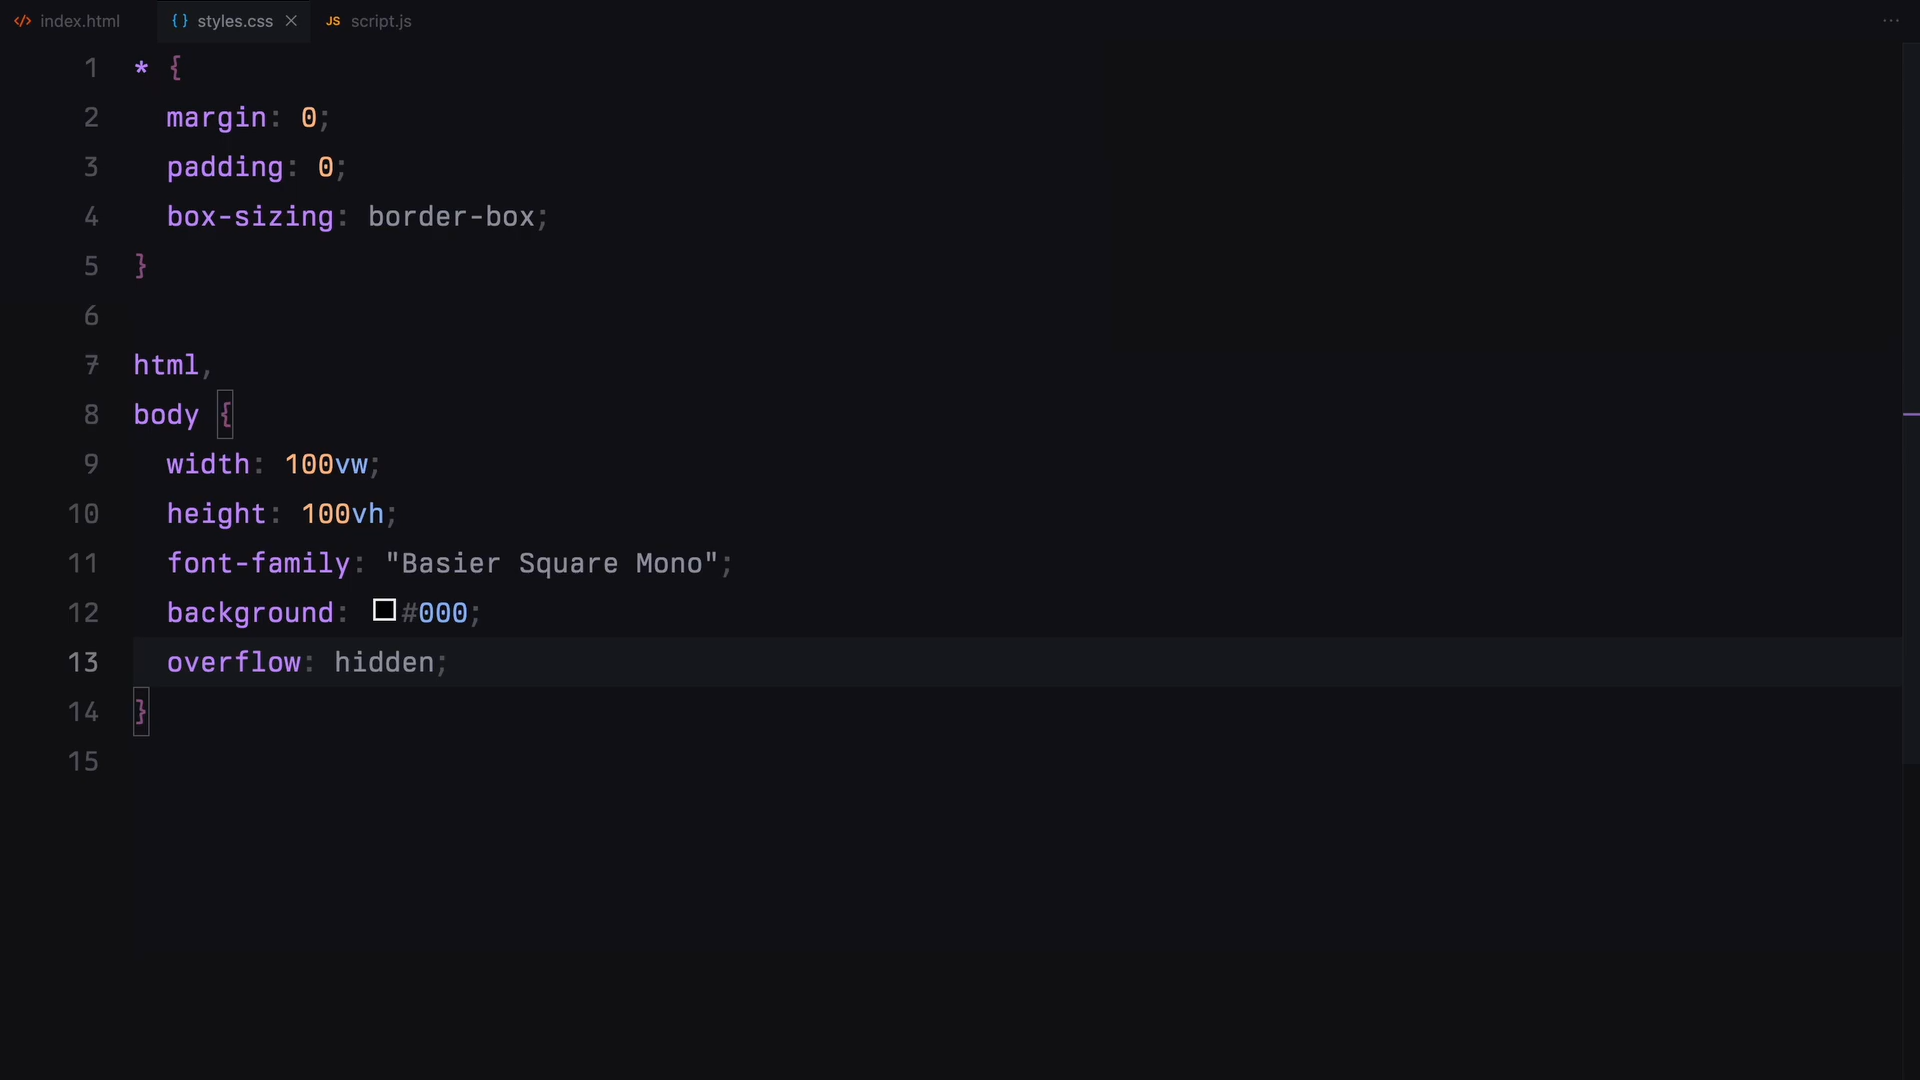 index.html
styles.css
JS script.js
1 * {
2 margin: 0;
3 padding: 0;
4 box-sizing: border-box;
5 }
6
7 html,
8 body {
9 width: 100vw;
10 height: 100vh;
11 font-family: "Basier Square Mono";
12 background: #000;
13 overflow: hidden;
14 }
15